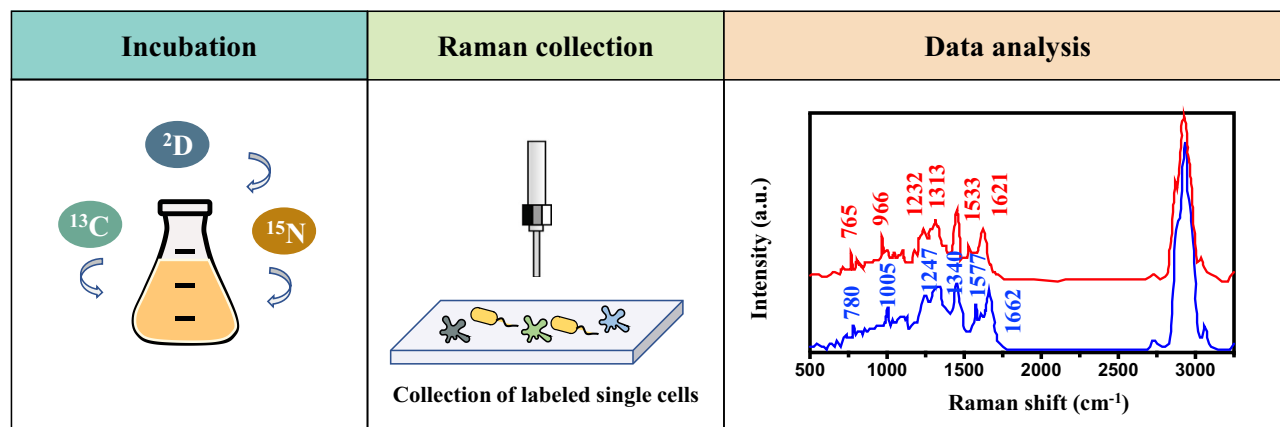 Incubation
Raman collection
Data analysis
²D
¹³C
¹⁵N
Collection of labeled single cells
Intensity (a.u.)
765
966
1232
1313
1533
1621
780
1005
1247
1340
1577
1662
500 1000 1500 2000 2500 3000
Raman shift (cm⁻¹)